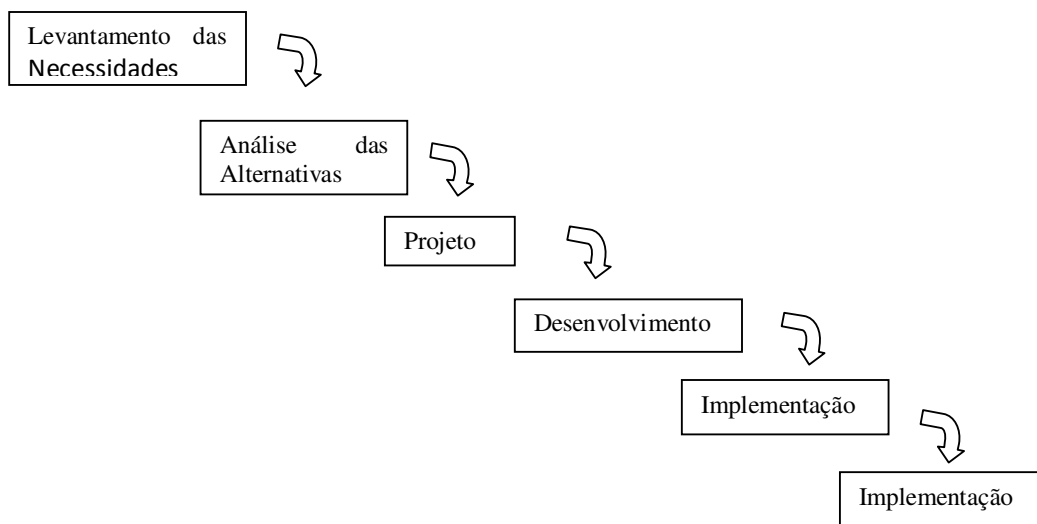 Levantamento das
Necessidades
Análise das
Alternativas
Projeto
Desenvolvimento
Implementação
Implementação